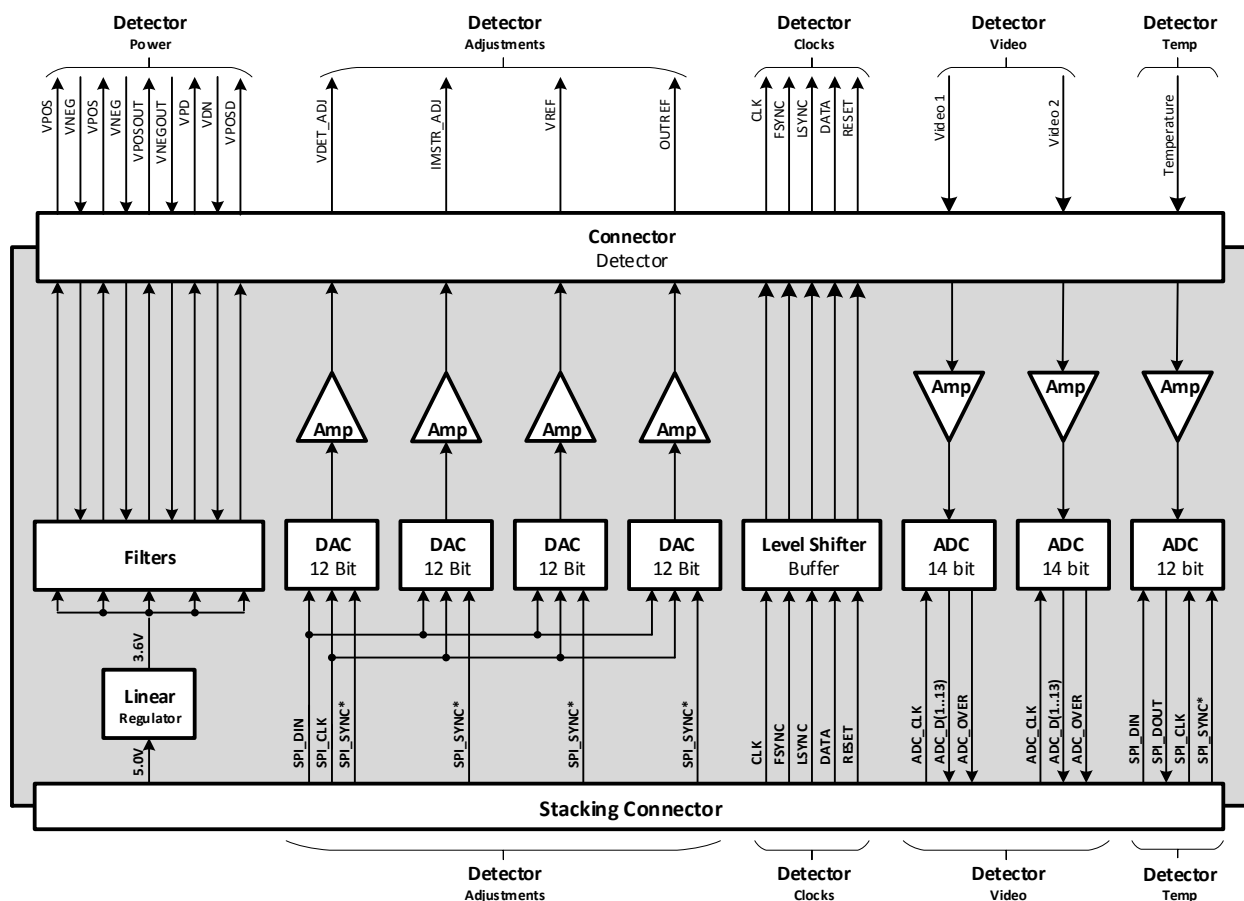 Detector
Power
Detector
Adjustments
Detector
Clocks
Detector
Video
Detector
Temp
VPOS
VNEG
VPOS
VNEG
VPOSOUT
VNEGOUT
VPD
VDN
VPOSD
VDET_ADJ
IMSTR_ADJ
VREF
OUTREF
CLK
FSYNC
LSYNC
DATA
RESET
Video 1
Video 2
Temperature
Connector
Detector
Amp
Amp
Amp
Amp
Amp
Amp
Amp
Filters
DAC
12 Bit
DAC
12 Bit
DAC
12 Bit
DAC
12 Bit
Level Shifter
Buffer
ADC
14 bit
ADC
14 bit
ADC
12 bit
3.6V
Linear
Regulator
5.0V
SPI_DIN
SPI_CLK
SPI_SYNC*
SPI_SYNC*
SPI_SYNC*
SPI_SYNC*
CLK
FSYNC
LSYNC
DATA
RESET
ADC_CLK
ADC_D(1..13)
ADC_OVER
ADC_CLK
ADC_D(1..13)
ADC_OVER
SPI_DIN
SPI_DOUT
SPI_CLK
SPI_SYNC*
Stacking Connector
Detector
Adjustments
Detector
Clocks
Detector
Video
Detector
Temp